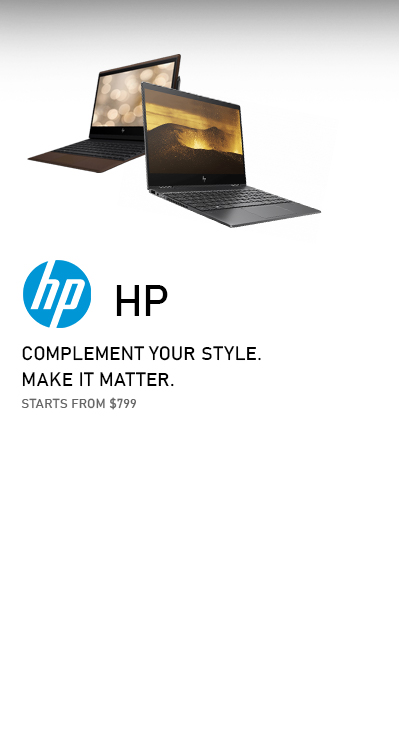 hp
HP
COMPLEMENT YOUR STYLE.
MAKE IT MATTER.
STARTS FROM $799